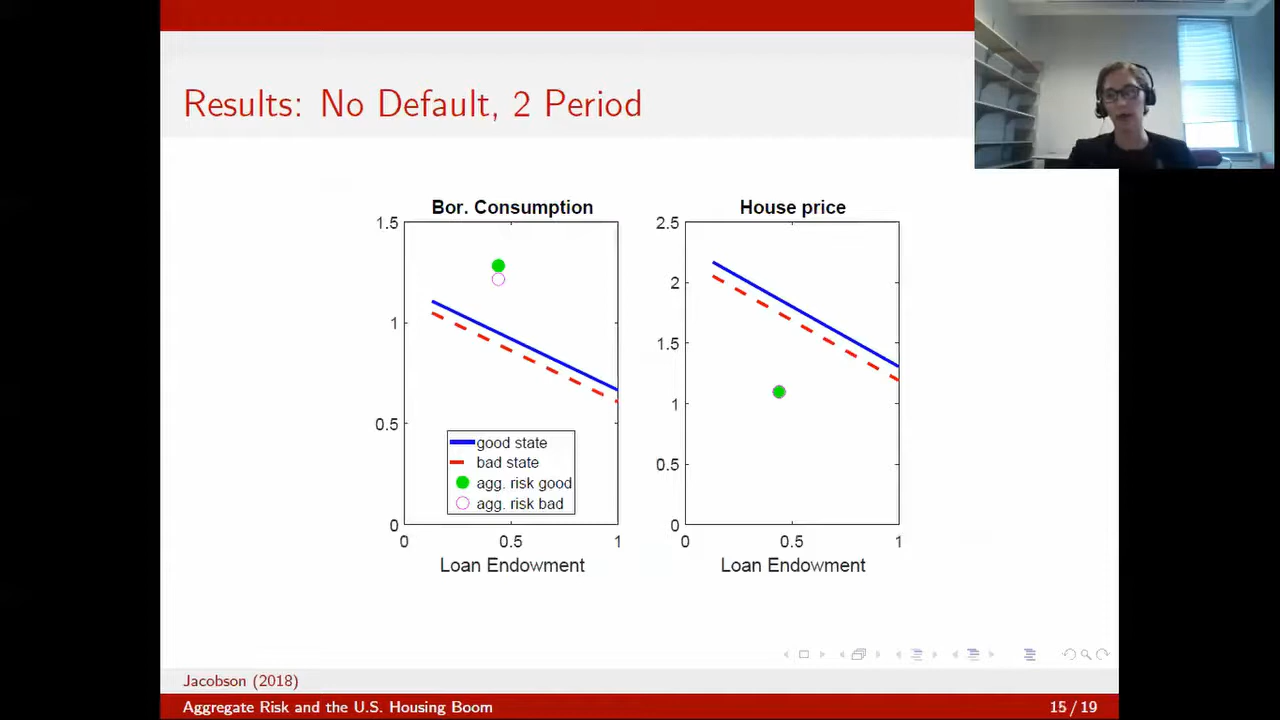 Results: No Default, 2 Period
Bor. Consumption
1.5
1
0.5
0
0
0.5
1
Loan Endowment
good state
bad state
agg. risk good
agg. risk bad
House price
2.5
2
1.5
1
0.5
0
0
0.5
1
Loan Endowment
Jacobson (2018)
Aggregate Risk and the U.S. Housing Boom
15 / 19